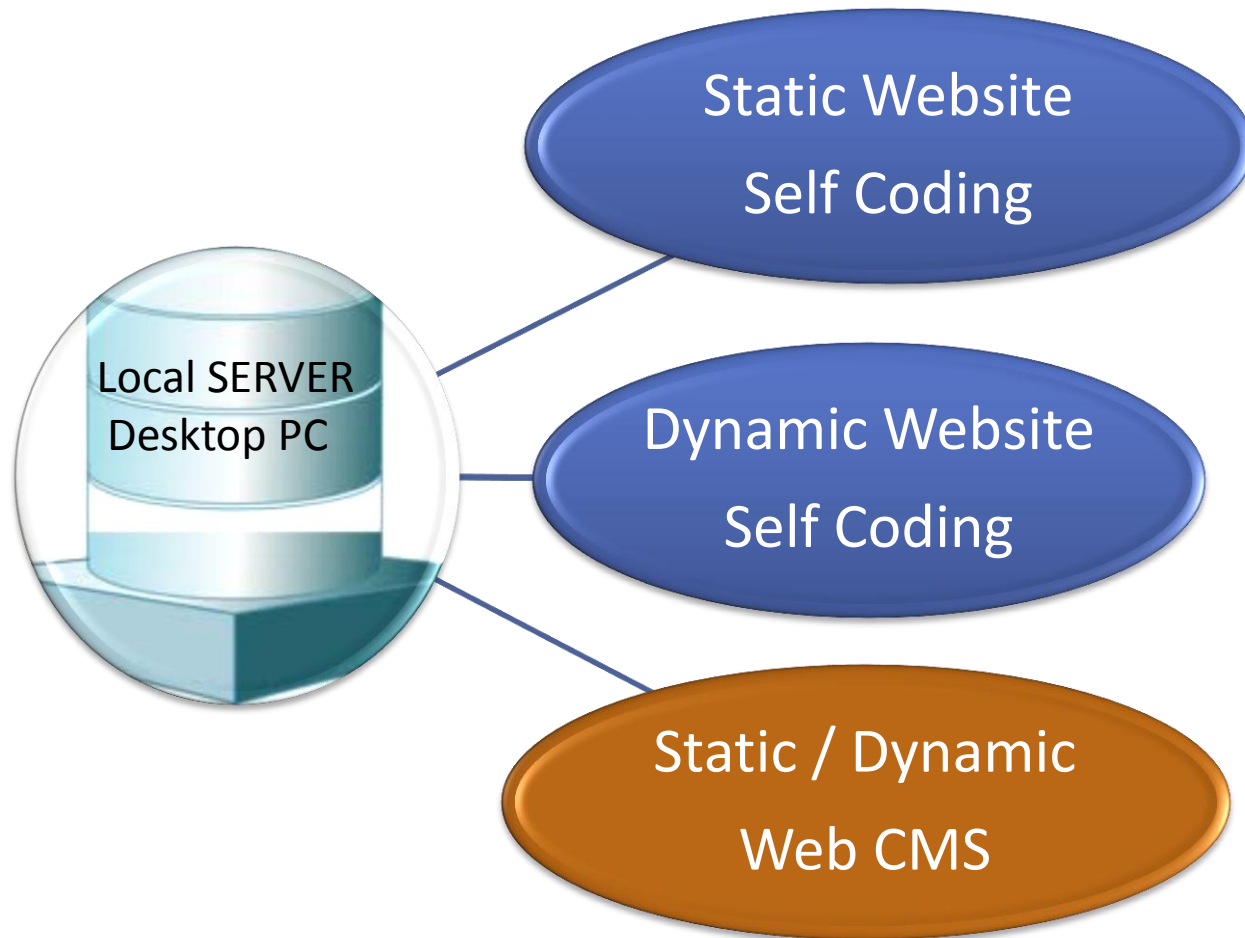 Static Website
Self Coding
Local SERVER
Desktop PC
Dynamic Website
Self Coding
Static / Dynamic
Web CMS